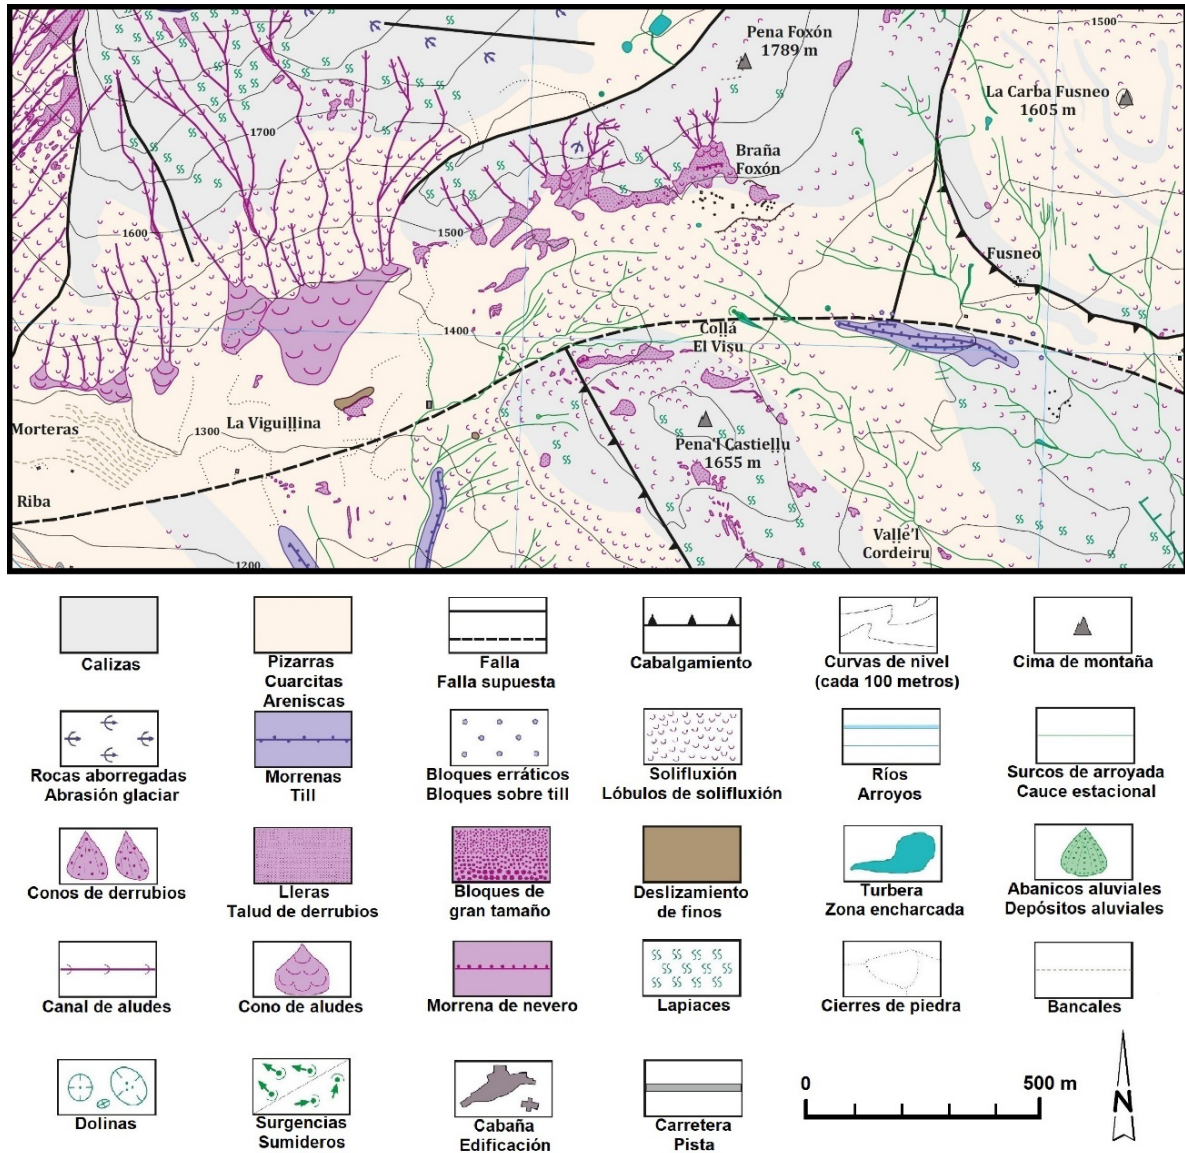 1500
Pena Foxón
1789 m
La Carba Fusneo
1605 m
1700
Braña
Foxón
1600
1500
Fusneo
1400
Coḷḷá
El Visu
La Viguiḷḷina
1300
Morteras
Pena'l Castieḷḷu
1655 m
Riba
Vaḷḷe'l
Cordeiru
1200
Calizas
Pizarras
Cuarcitas
Areniscas
Falla
Falla supuesta
Cabalgamiento
Curvas de nivel
(cada 100 metros)
Cima de montaña
Rocas aborregadas
Abrasión glaciar
Morrenas
Till
Bloques erráticos
Bloques sobre till
Solifluxión
Lóbulos de solifluxión
Ríos
Arroyos
Surcos de arroyada
Cauce estacional
Conos de derrubios
Lleras
Talud de derrubios
Bloques de
gran tamaño
Deslizamiento
de finos
Turbera
Zona encharcada
Abanicos aluviales
Depósitos aluviales
Canal de aludes
Cono de aludes
Morrena de nevero
Lapiaces
Cierres de piedra
Bancales
Dolinas
Surgencias
Sumideros
Cabaña
Edificación
Carretera
Pista
0 500 m
N